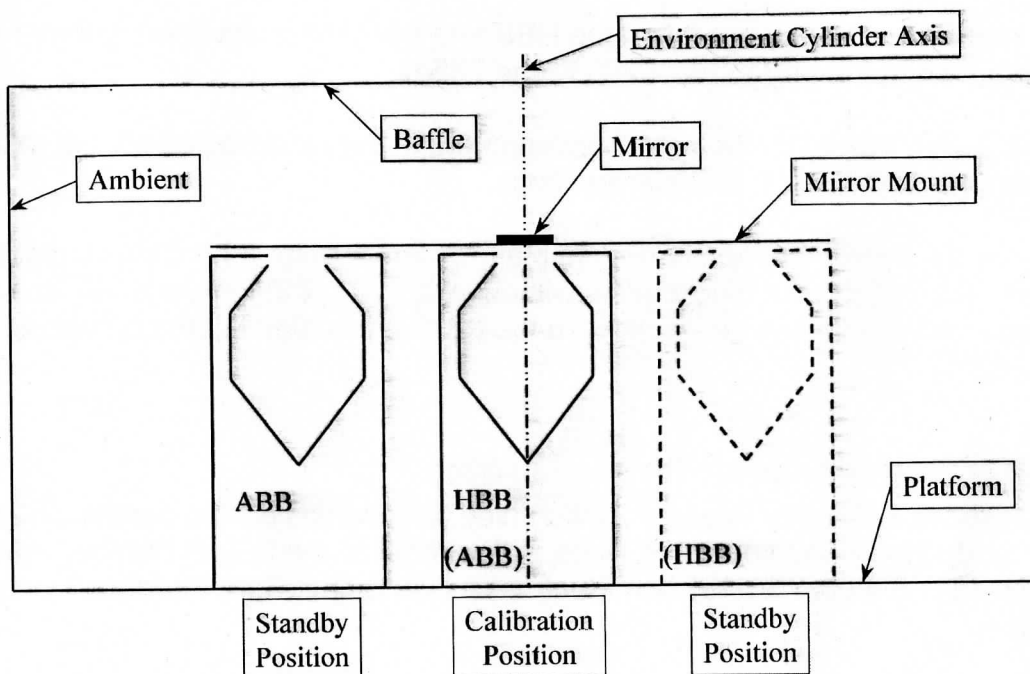 Environment Cylinder Axis
Baffle
Mirror
Ambient
Mirror Mount
ABB
HBB
(ABB)
(HBB)
Platform
Standby
Position
Calibration
Position
Standby
Position